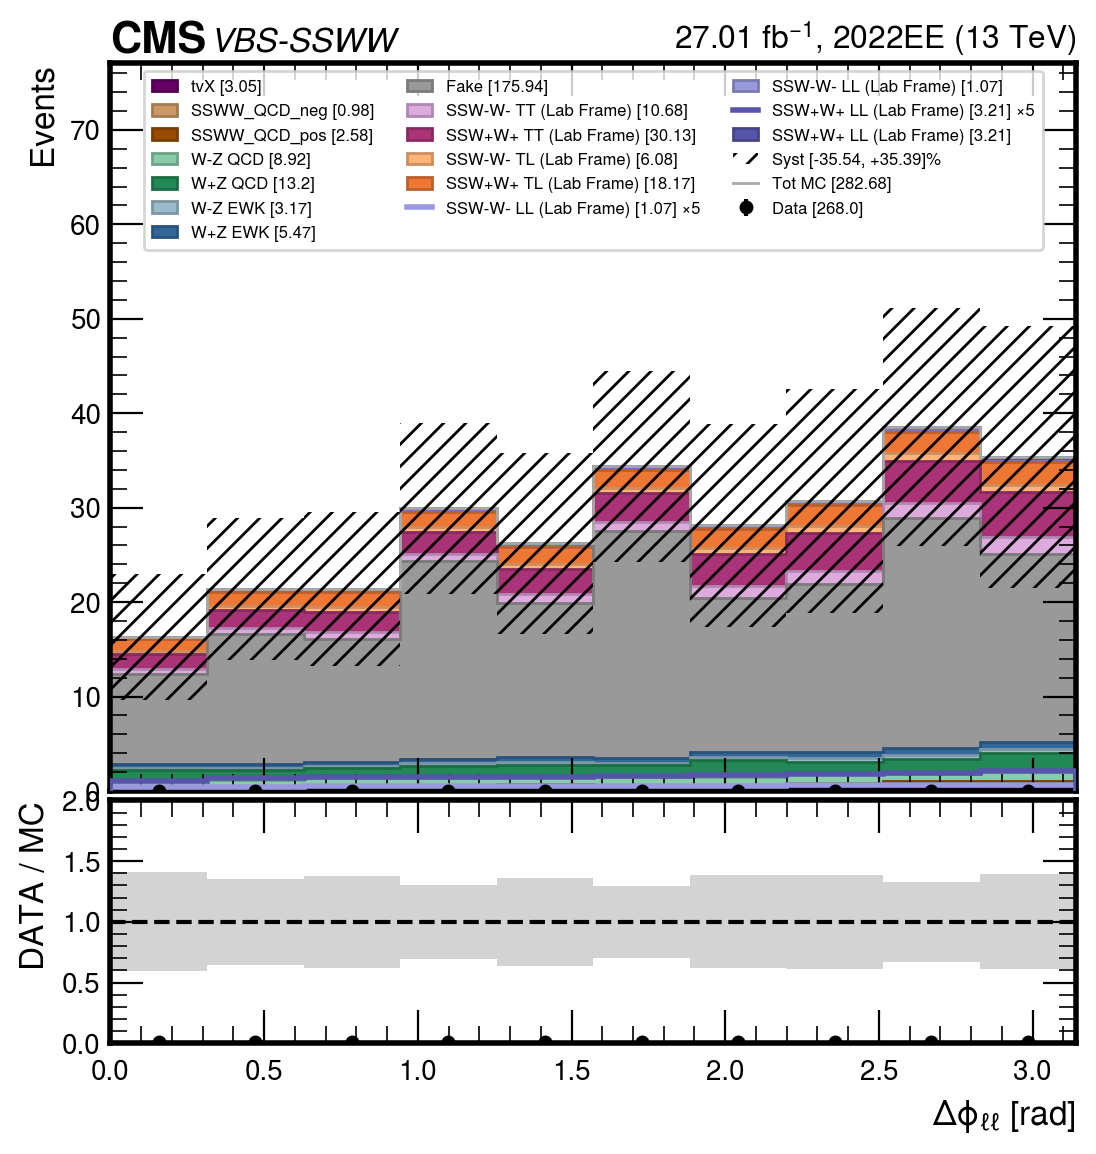 CMS VBS-SSWW 27.01 fb⁻¹, 2022EE (13 TeV)
Events
tvX [3.05]
SSWW_QCD_neg [0.98]
SSWW_QCD_pos [2.58]
W-Z QCD [8.92]
W+Z QCD [13.2]
W-Z EWK [3.17]
W+Z EWK [5.47]
Fake [175.94]
SSW-W- TT (Lab Frame) [10.68]
SSW+W+ TT (Lab Frame) [30.13]
SSW-W- TL (Lab Frame) [6.08]
SSW+W+ TL (Lab Frame) [18.17]
SSW-W- LL (Lab Frame) [1.07] ×5
SSW-W- LL (Lab Frame) [1.07]
SSW+W+ LL (Lab Frame) [3.21] ×5
SSW+W+ LL (Lab Frame) [3.21]
Syst [-35.54, +35.39]%
Tot MC [282.68]
Data [268.0]
70
60
50
40
30
20
10
0
DATA / MC
2.0
1.5
1.0
0.5
0.0
0.0 0.5 1.0 1.5 2.0 2.5 3.0
Δϕℓℓ [rad]